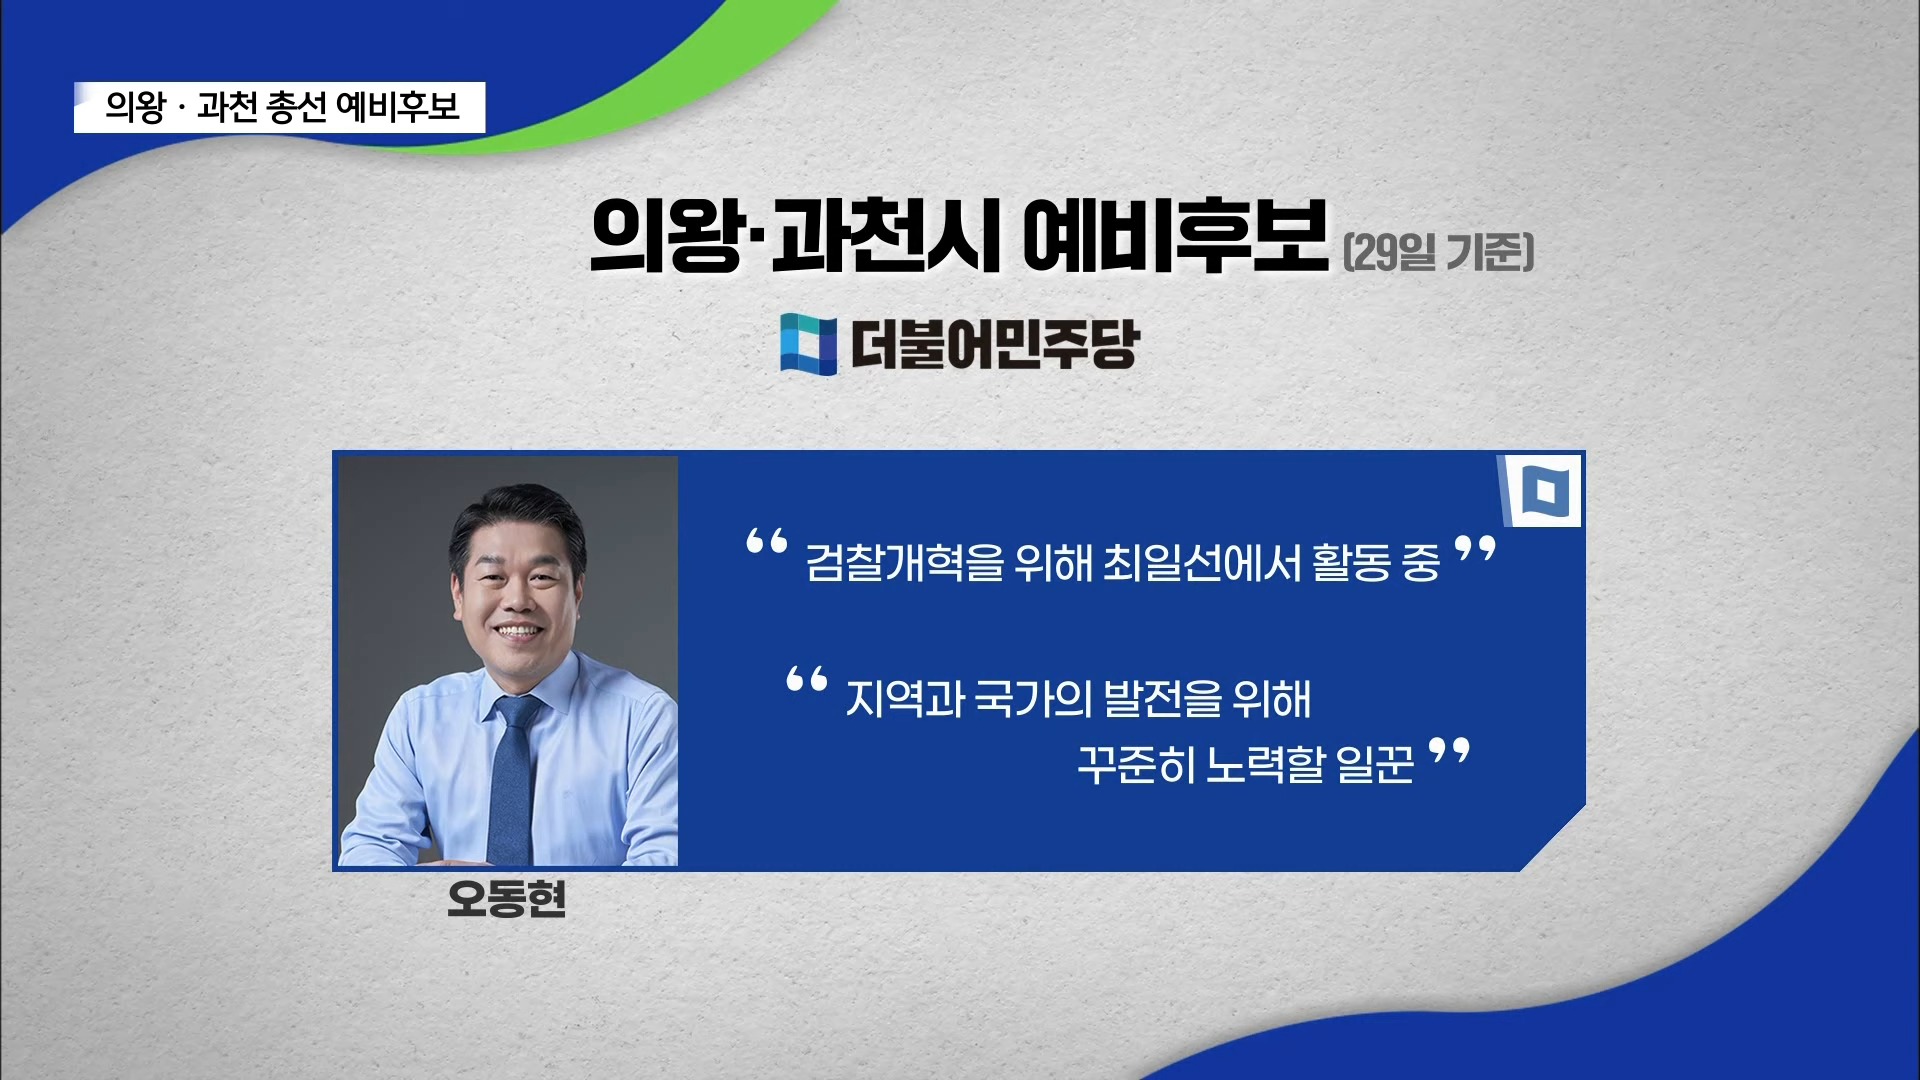 의왕 · 과천 총선 예비후보
의왕·과천시 예비후보 (29일 기준)
더불어민주당
“ 검찰개혁을 위해 최일선에서 활동 중 ”
“ 지역과 국가의 발전을 위해
꾸준히 노력할 일꾼 ”
오동현